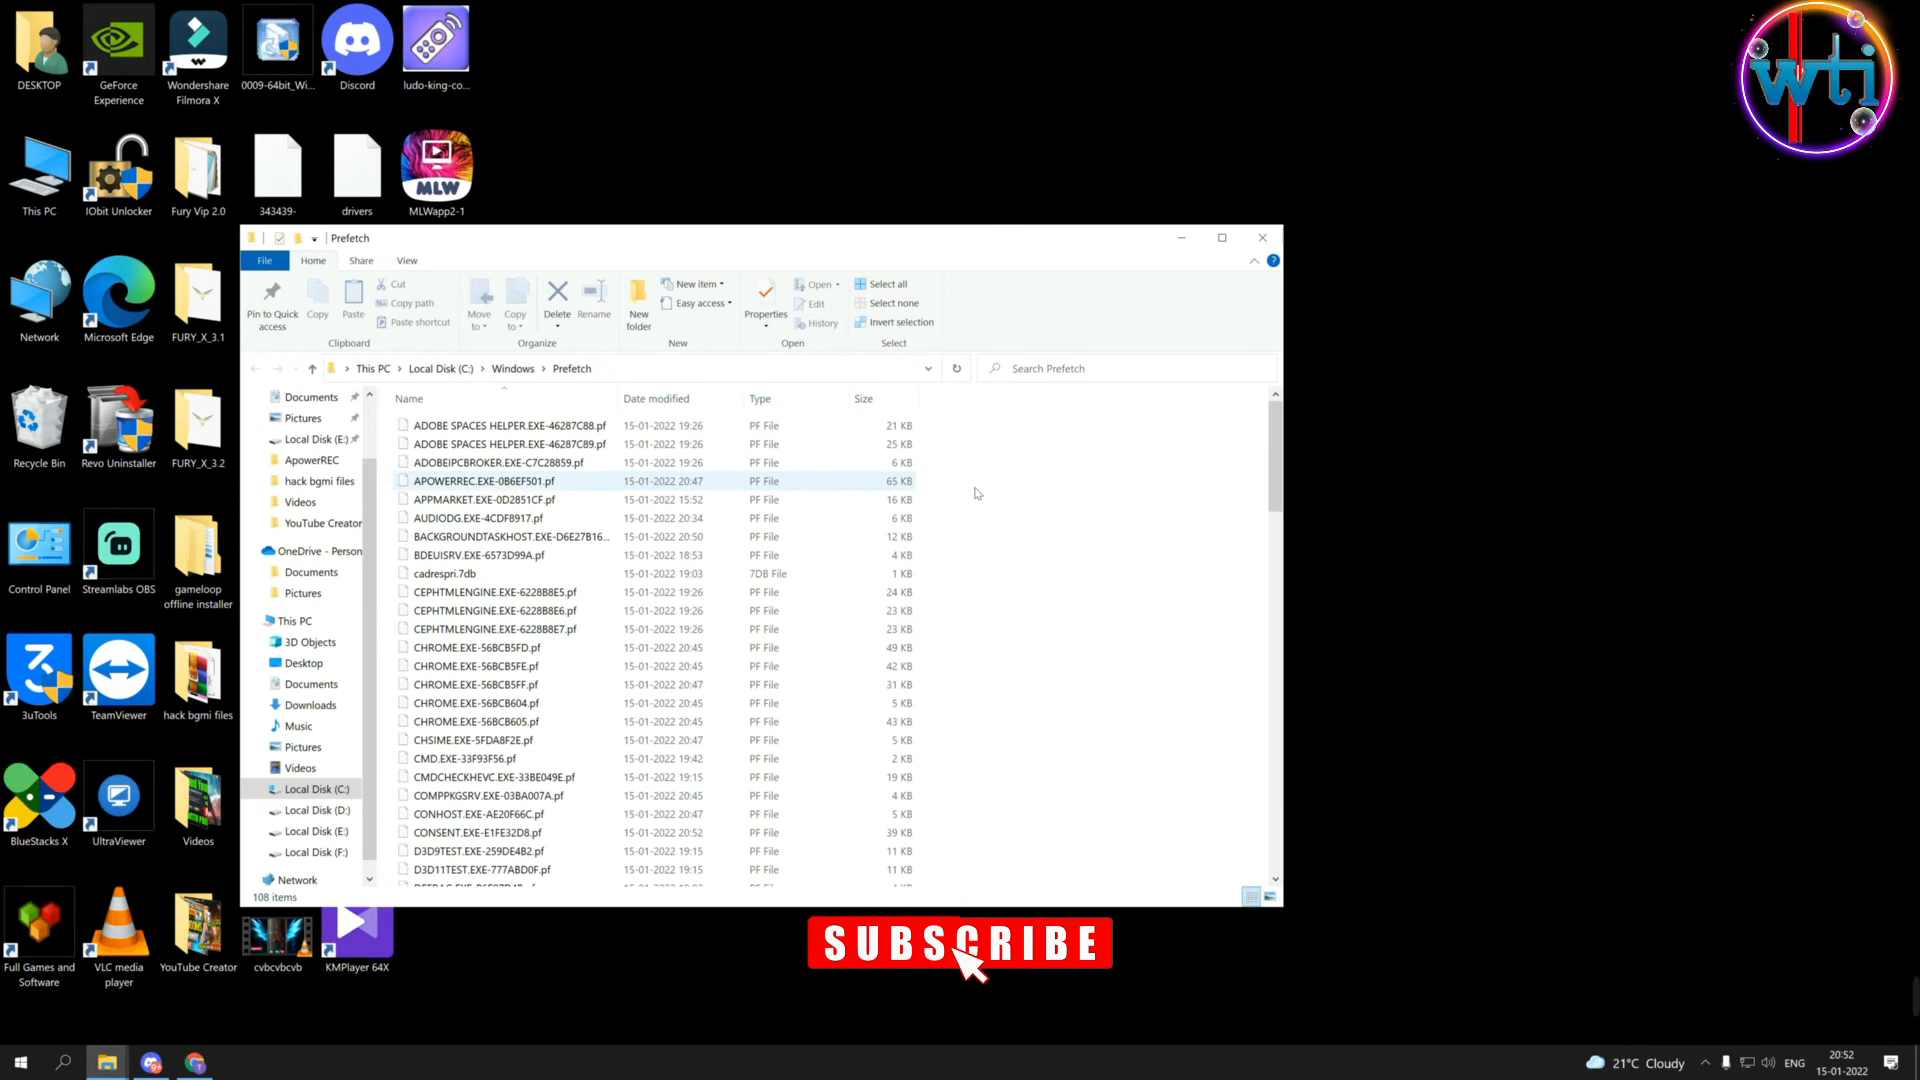 DESKTOP
GeForce
Experience
Wondershare
Filmora X
0009-64bit_Wi...
Discord
ludo-king-co...
wti
This PC
IObit Unlocker
Fury Vip 2.0
343439-
drivers
MLW
MLWapp2-1
Network
Microsoft Edge
FURY_X_3.1
Recycle Bin
Revo Uninstaller
FURY_X_3.2
Control Panel
Streamlabs OBS
gameloop
offline installer
3uTools
TeamViewer
hack bgmi files
BlueStacks X
UltraViewer
Videos
Full Games and
Software
VLC media
player
YouTube Creator
cvbcbvcb
KMPlayer 64X
Prefetch
File Home Share View
Pin to Quick
access
Copy
Paste
Cut
Copy path
Paste shortcut
Clipboard
Move
to
Copy
to
Delete
Rename
Organize
New
folder
New item
Easy access
New
Properties
Open
Edit
History
Open
Select all
Select none
Invert selection
Select
This PC > Local Disk (C:) > Windows > Prefetch
Search Prefetch
Documents
Pictures
Local Disk (E:)
ApowerREC
hack bgmi files
Videos
YouTube Creator
OneDrive - Person
Documents
Pictures
This PC
3D Objects
Desktop
Documents
Downloads
Music
Pictures
Videos
Local Disk (C:)
Local Disk (D:)
Local Disk (E:)
Local Disk (F:)
Network
Name Date modified Type Size
ADOBE SPACES HELPER.EXE-46287C88.pf 15-01-2022 19:26 PF File 21 KB
ADOBE SPACES HELPER.EXE-46287C89.pf 15-01-2022 19:26 PF File 25 KB
ADOBEIPCBROKER.EXE-C7C28859.pf 15-01-2022 19:26 PF File 6 KB
APOWERREC.EXE-0B6EF501.pf 15-01-2022 20:47 PF File 65 KB
APPMARKET.EXE-0D2851CF.pf 15-01-2022 15:52 PF File 16 KB
AUDIODG.EXE-4CDF8917.pf 15-01-2022 20:34 PF File 6 KB
BACKGROUNDTASKHOST.EXE-D6E27B16... 15-01-2022 20:50 PF File 12 KB
BDEUISRV.EXE-6573D99A.pf 15-01-2022 18:53 PF File 4 KB
cadrespri.7db 15-01-2022 19:03 7DB File 1 KB
CEPHTMLENGINE.EXE-6228B8E5.pf 15-01-2022 19:26 PF File 24 KB
CEPHTMLENGINE.EXE-6228B8E6.pf 15-01-2022 19:26 PF File 23 KB
CEPHTMLENGINE.EXE-6228B8E7.pf 15-01-2022 19:26 PF File 23 KB
CHROME.EXE-56BCB5FD.pf 15-01-2022 20:45 PF File 49 KB
CHROME.EXE-56BCB5FE.pf 15-01-2022 20:45 PF File 42 KB
CHROME.EXE-56BCB5FF.pf 15-01-2022 20:47 PF File 31 KB
CHROME.EXE-56BCB604.pf 15-01-2022 20:45 PF File 5 KB
CHROME.EXE-56BCB605.pf 15-01-2022 20:45 PF File 43 KB
CHSIME.EXE-5FDA8F2E.pf 15-01-2022 20:47 PF File 5 KB
CMD.EXE-33F93F56.pf 15-01-2022 19:42 PF File 2 KB
CMDCHECKHEVC.EXE-33BE049E.pf 15-01-2022 19:15 PF File 19 KB
COMPPKGSRV.EXE-03BA007A.pf 15-01-2022 20:45 PF File 4 KB
CONHOST.EXE-AE20F66C.pf 15-01-2022 20:47 PF File 5 KB
CONSENT.EXE-E1FE32D8.pf 15-01-2022 20:52 PF File 39 KB
D3D9TEST.EXE-259DE4B2.pf 15-01-2022 19:15 PF File 11 KB
D3D11TEST.EXE-777ABD0F.pf 15-01-2022 19:15 PF File 11 KB
108 items
SUBSCRIBE
9+
21°C Cloudy
ENG
20:52
15-01-2022